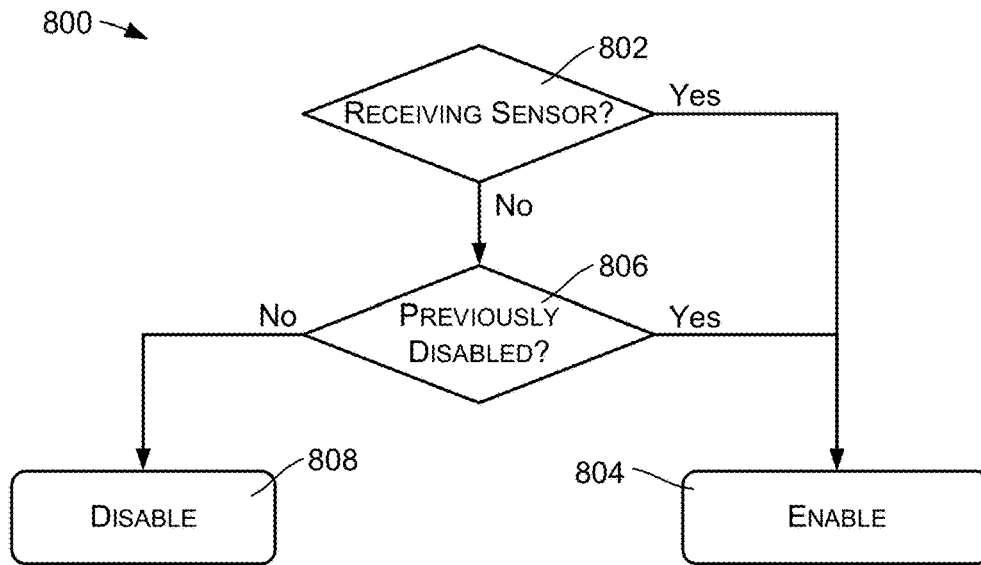 800
802
RECEIVING SENSOR?
Yes
No
806
No
PREVIOUSLY
DISABLED?
Yes
808
DISABLE
804
ENABLE